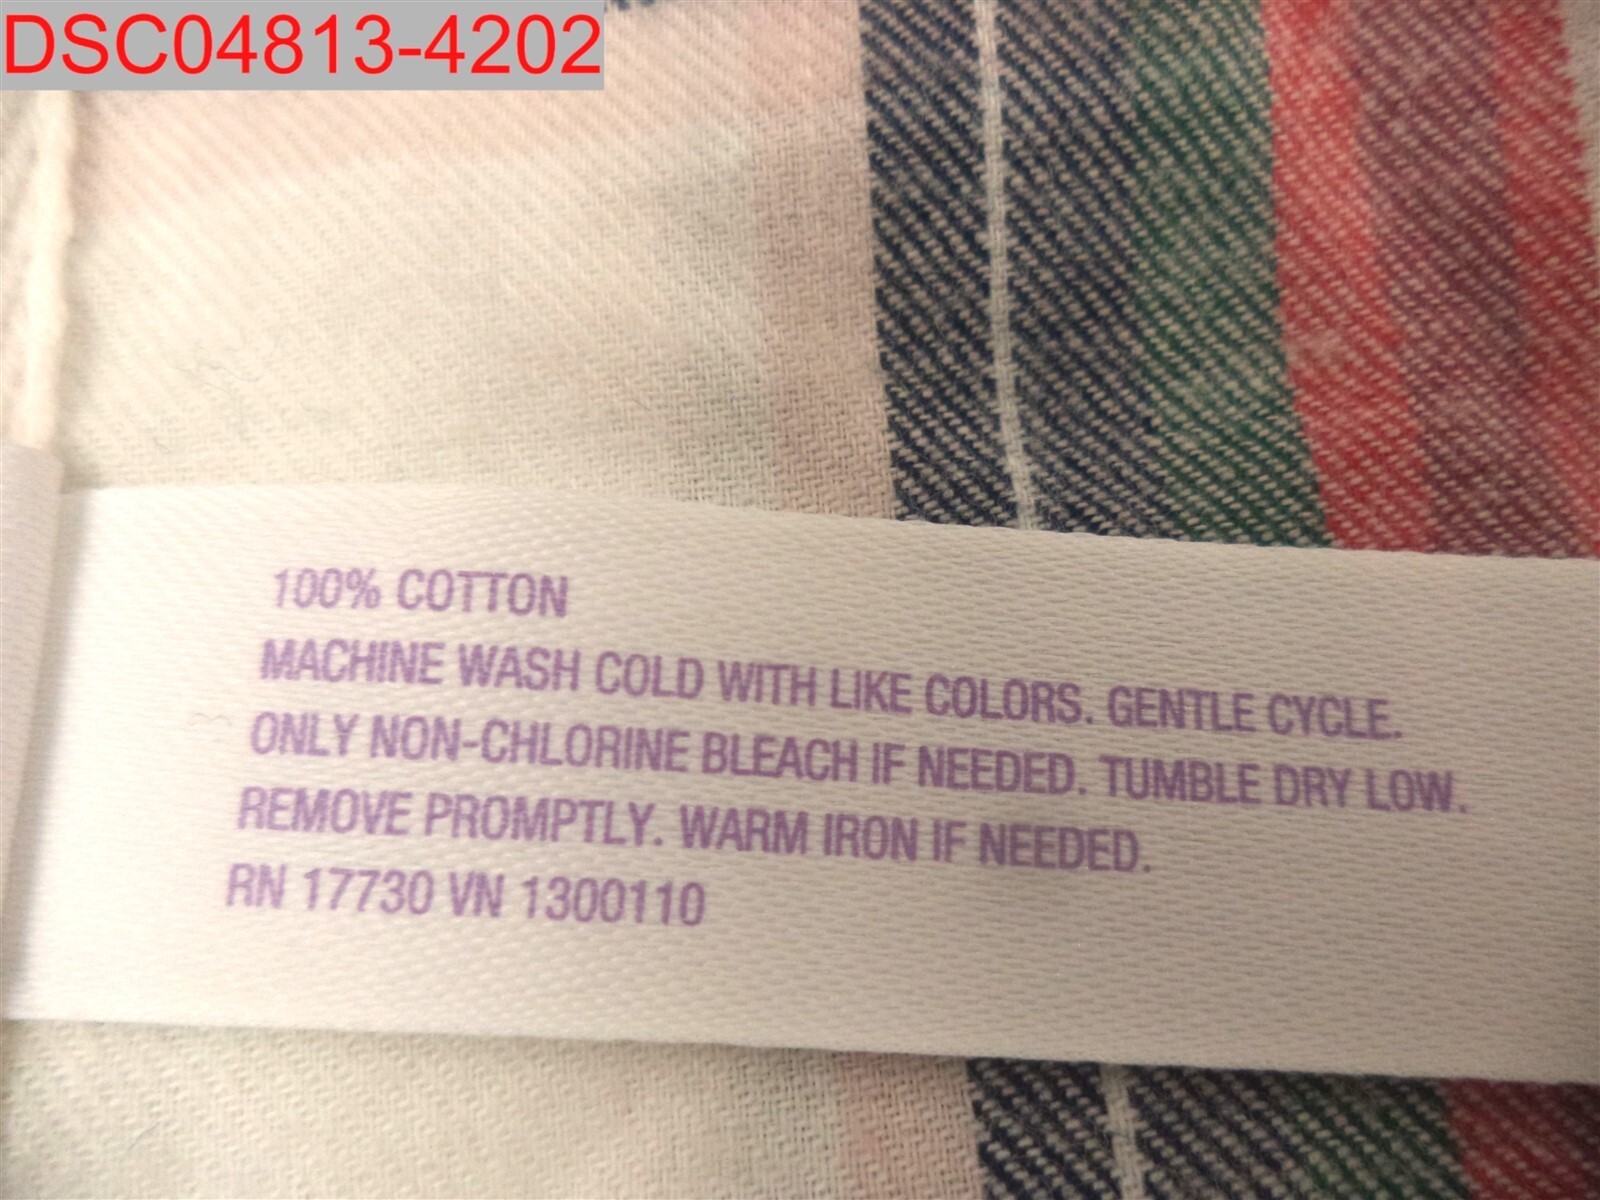 DSC04813-4202
100% COTTON
MACHINE WASH COLD WITH LIKE COLORS. GENTLE CYCLE.
ONLY NON-CHLORINE BLEACH IF NEEDED. TUMBLE DRY LOW.
REMOVE PROMPTLY. WARM IRON IF NEEDED.
RN 17730 VN 1300110